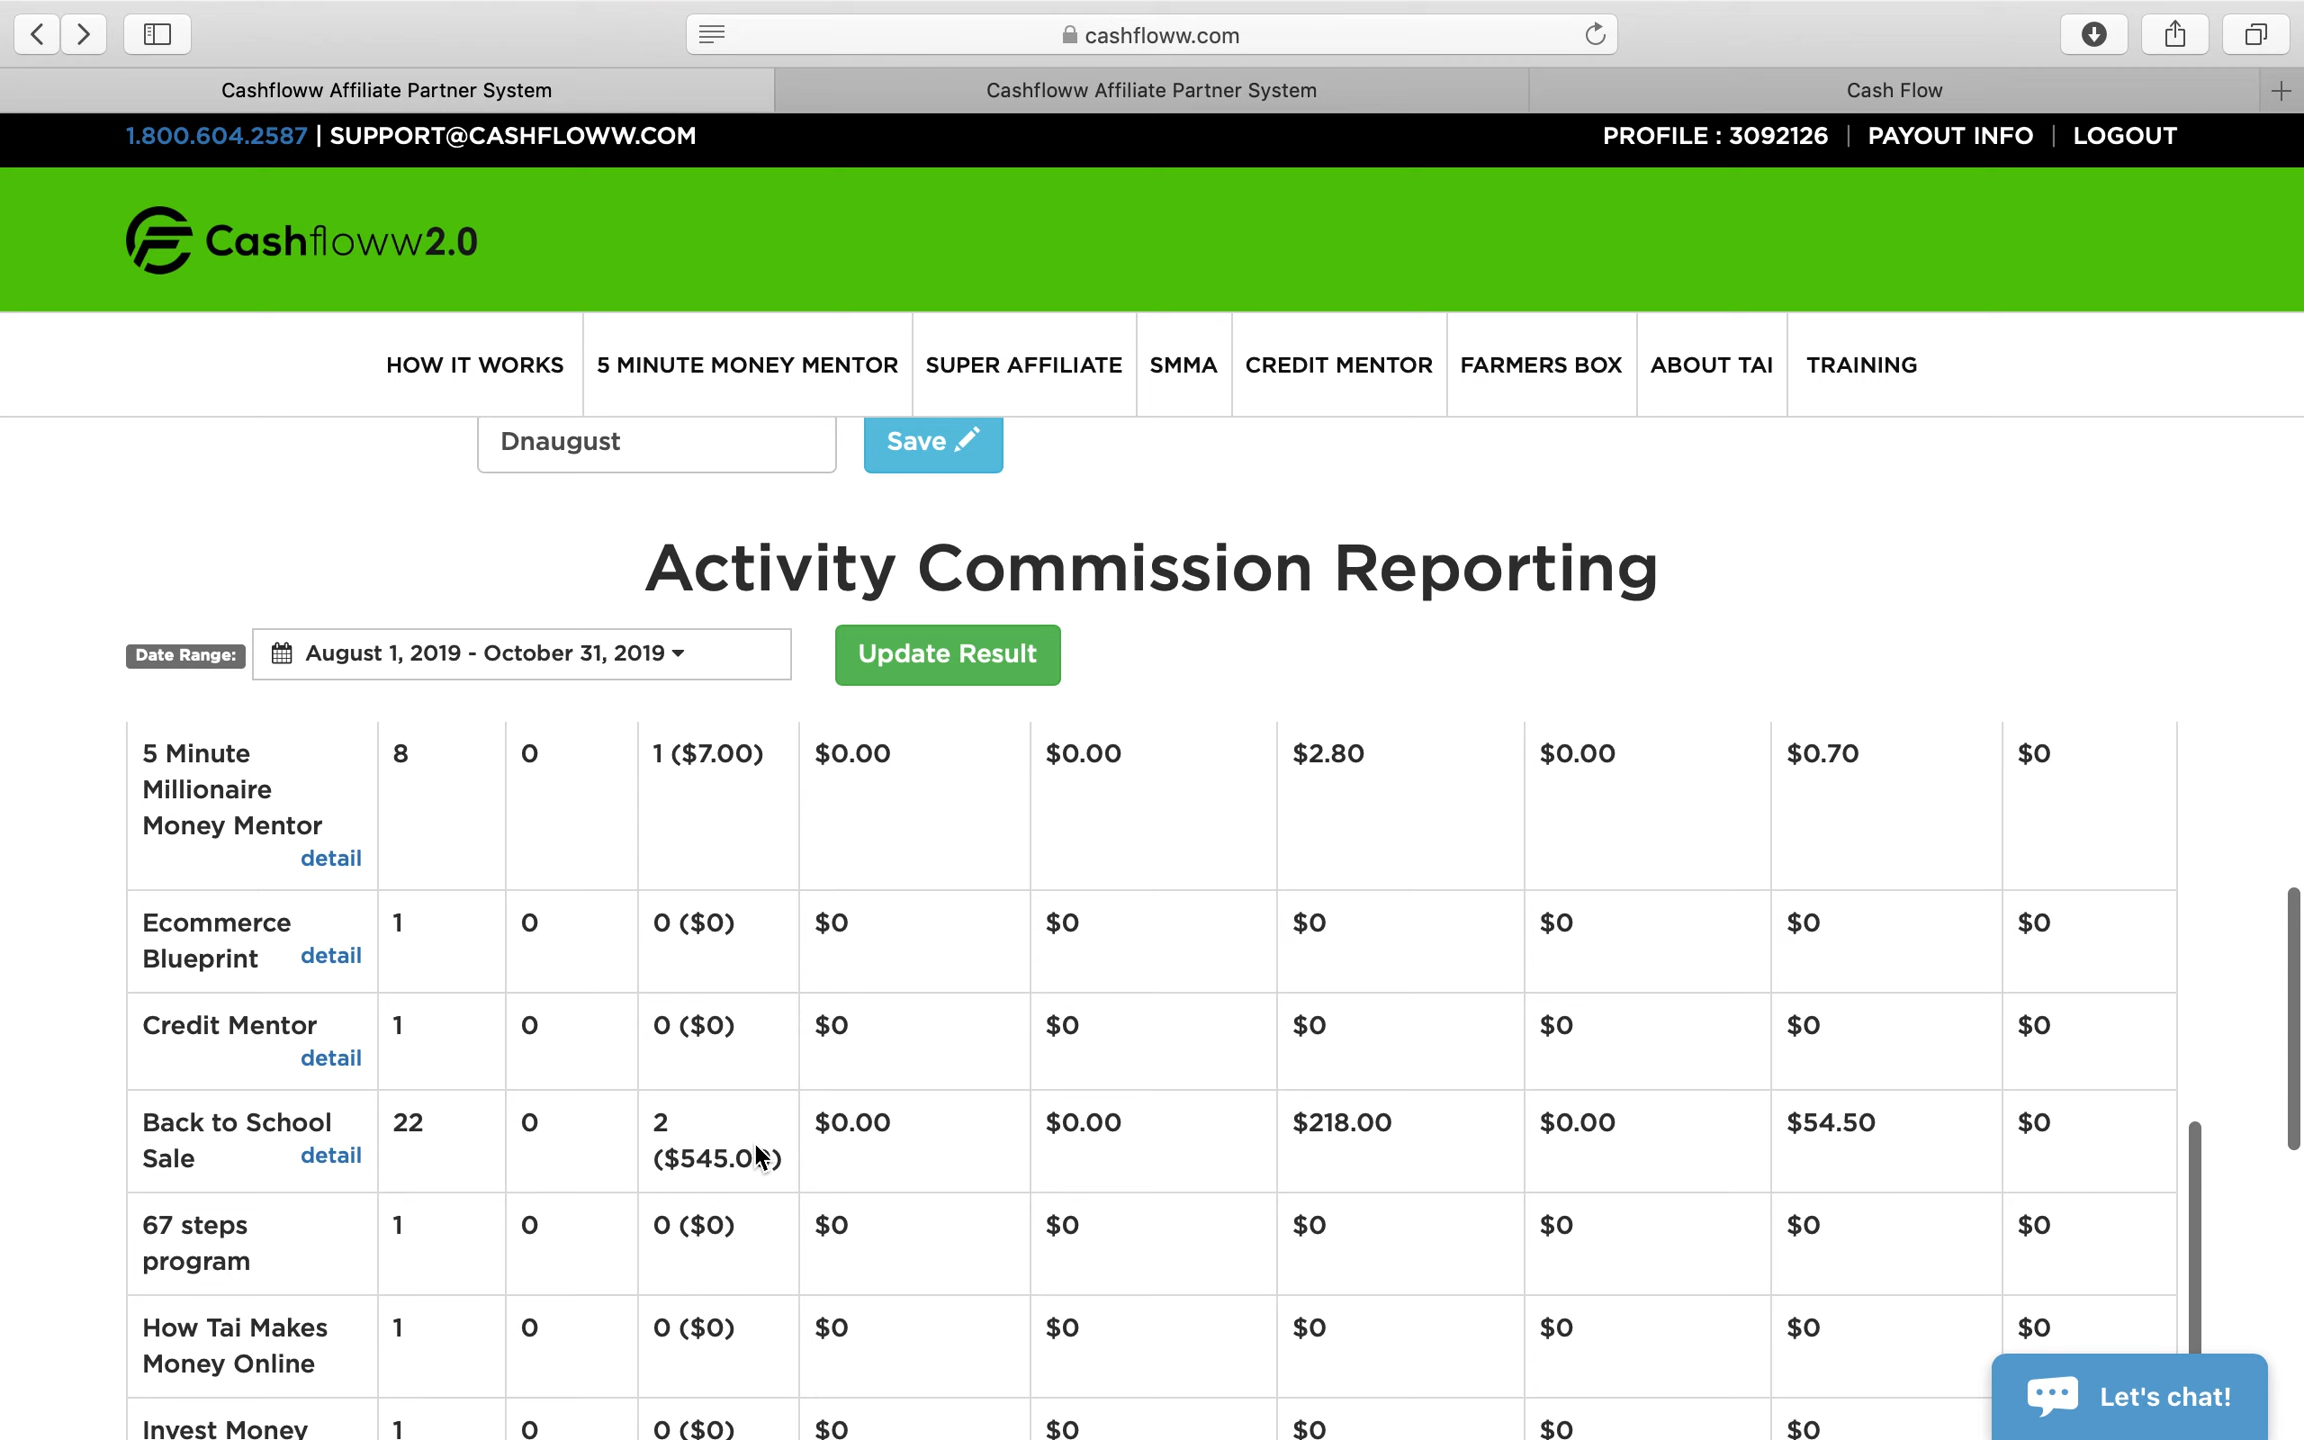 cashfloww.com
Cashfloww Affiliate Partner System
Cashfloww Affiliate Partner System
Cash Flow
1.800.604.2587 | SUPPORT@CASHFLOWW.COM
PROFILE : 3092126 | PAYOUT INFO | LOGOUT
Cashfloww2.0
HOW IT WORKS
5 MINUTE MONEY MENTOR
SUPER AFFILIATE
SMMA
CREDIT MENTOR
FARMERS BOX
ABOUT TAI
TRAINING
Dnaugust
Save
Activity Commission Reporting
Date Range:
August 1, 2019 - October 31, 2019
Update Result
5 Minute 8 0 1 ($7.00) $0.00 $0.00 $2.80 $0.00 $0.70 $0
Millionaire
Money Mentor
detail
Ecommerce 1 0 0 ($0) $0 $0 $0 $0 $0 $0
Blueprint detail
Credit Mentor 1 0 0 ($0) $0 $0 $0 $0 $0 $0
detail
Back to School 22 0 2 $0.00 $0.00 $218.00 $0.00 $54.50 $0
Sale detail
67 steps 1 0 0 ($0) $0 $0 $0 $0 $0 $0
program
How Tai Makes 1 0 0 ($0) $0 $0 $0 $0 $0 $0
Money Online
Invest Money 1 0 0 ($0) $0 $0 $0 $0 $0
Let's chat!